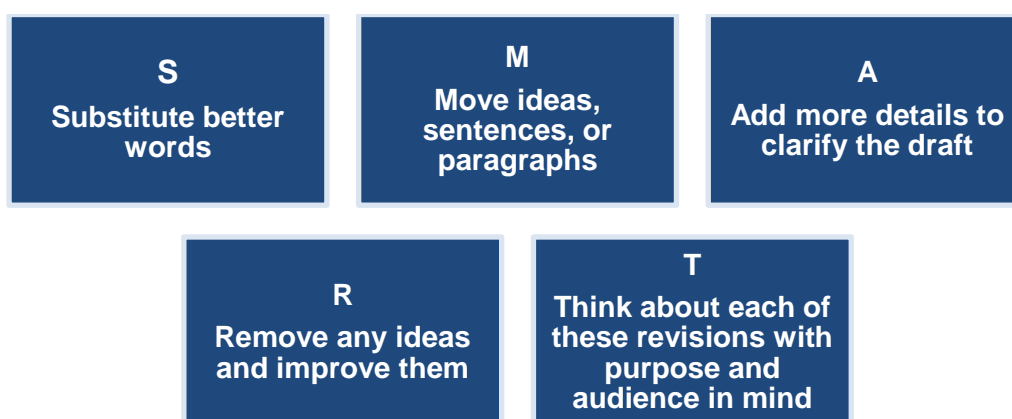 S
Substitute better
words
M
Move ideas,
sentences, or
paragraphs
A
Add more details to
clarify the draft
R
Remove any ideas
and improve them
T
Think about each of
these revisions with
purpose and
audience in mind